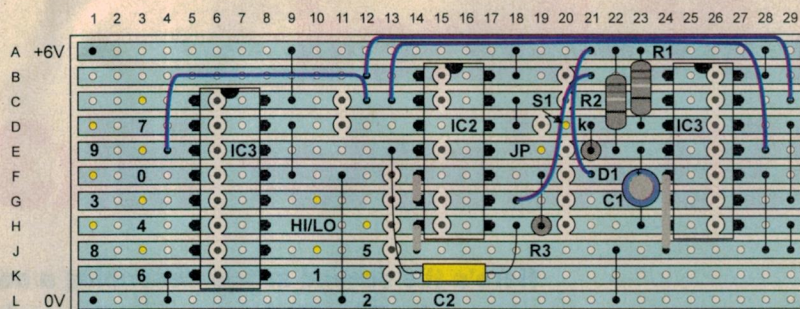 1 2 3 4 5 6 7 8 9 10 11 12 13 14 15 16 17 18 19 20 21 22 23 24 25 26 27 28 29
A +6V R1
B
C S1 R2
D 7 IC2 k IC3
E 9 IC3 JP
F 0 D1
G 3 C1
H 4 HI/LO
J 8 5 R3
K 6 1
L 0V 2 C2